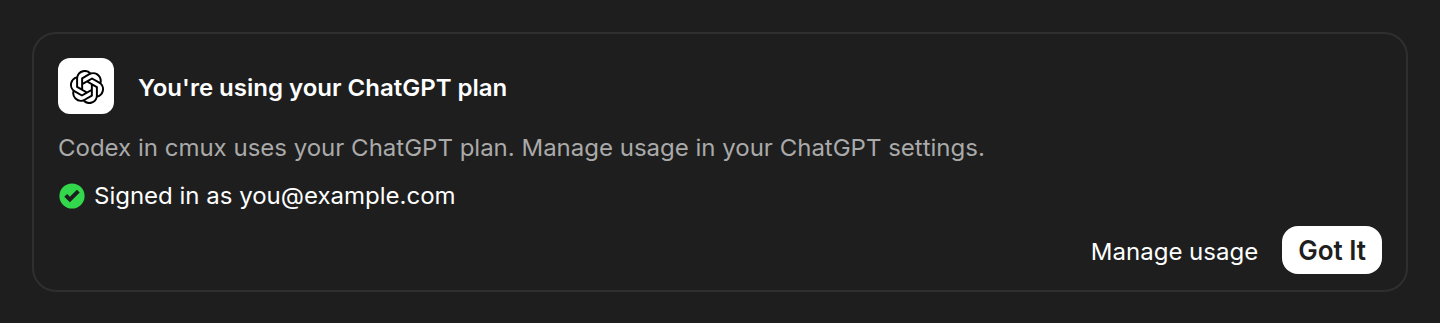 You're using your ChatGPT plan
Codex in cmux uses your ChatGPT plan. Manage usage in your ChatGPT settings.
Signed in as you@example.com
Manage usage
Got It